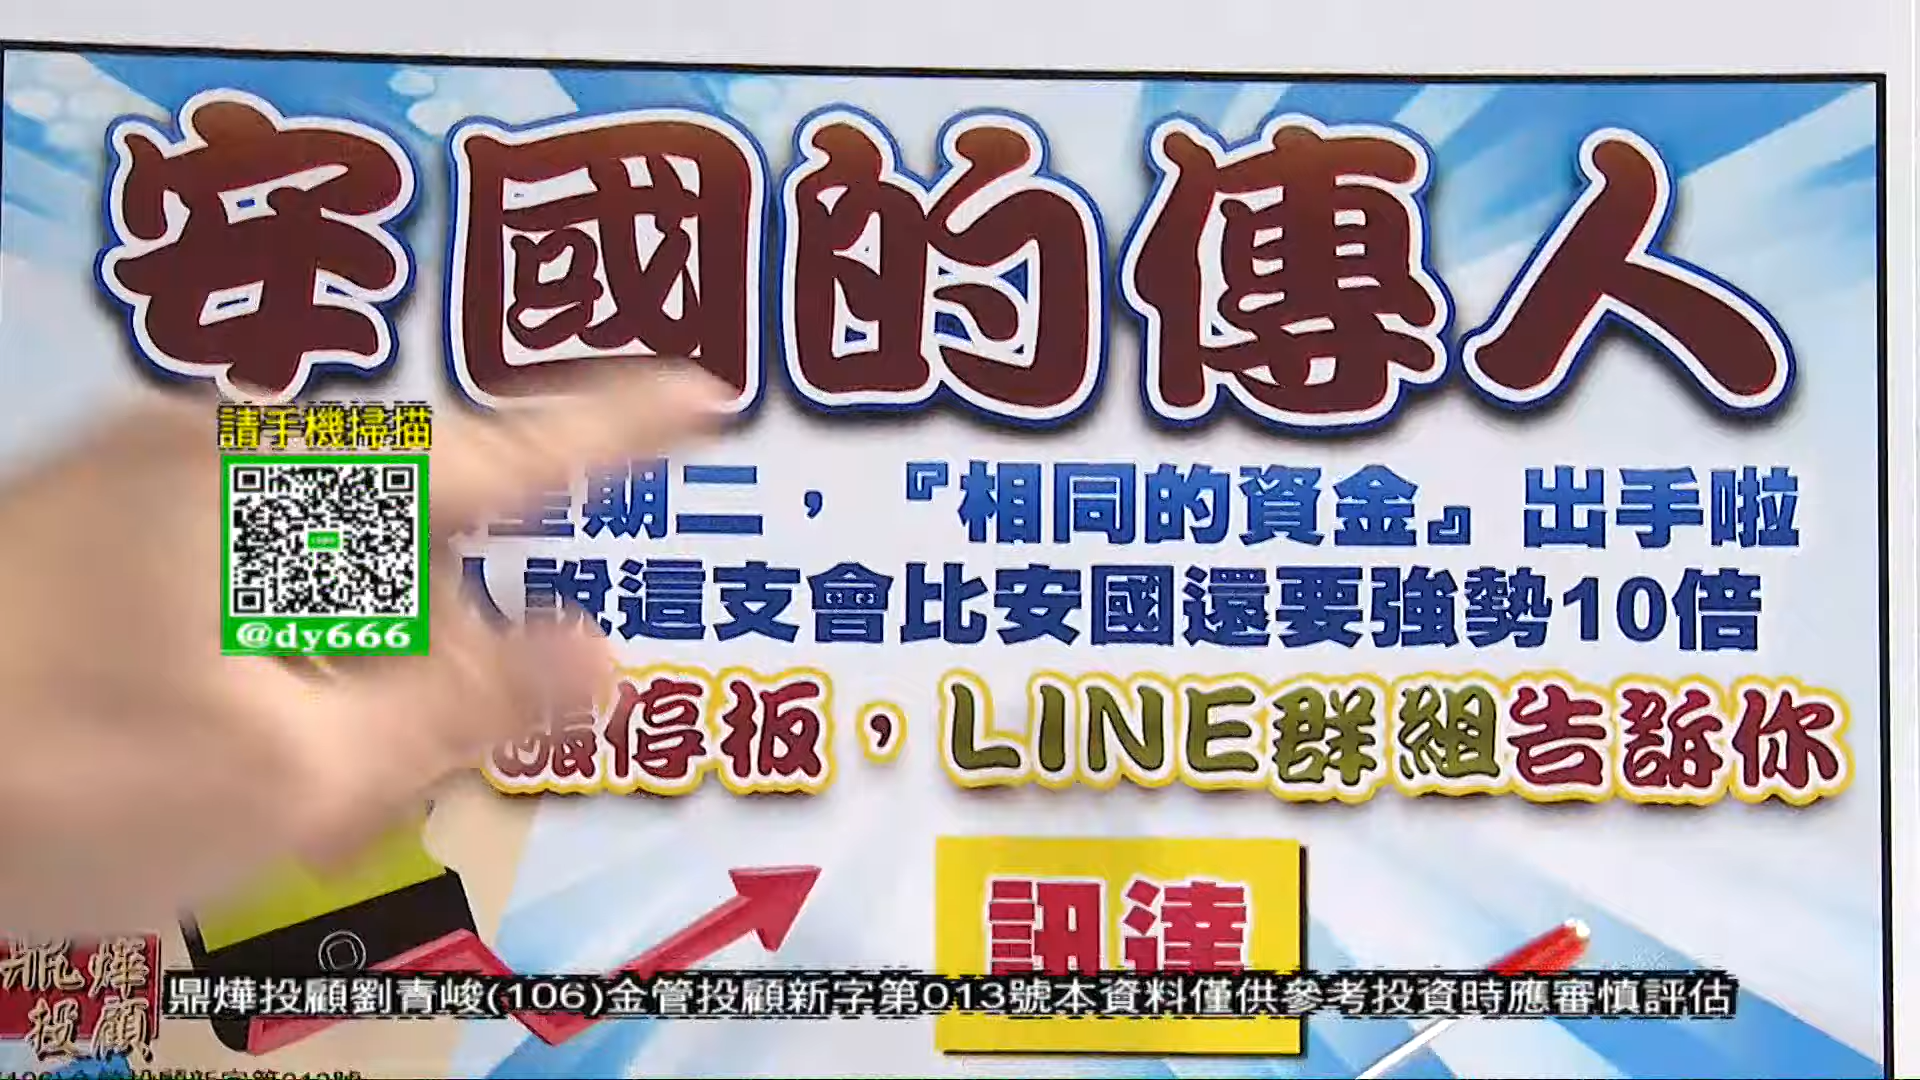 安國的傳人
請手機掃描
@dy666
星期二，『相同的資金』出手啦
人說這支會比安國還要強勢10倍
漲停板，LINE群組告訴你
訊達
鼎燁投顧
鼎燁投顧劉青峻(106)金管投顧新字第013號本資料僅供參考投資時應審慎評估